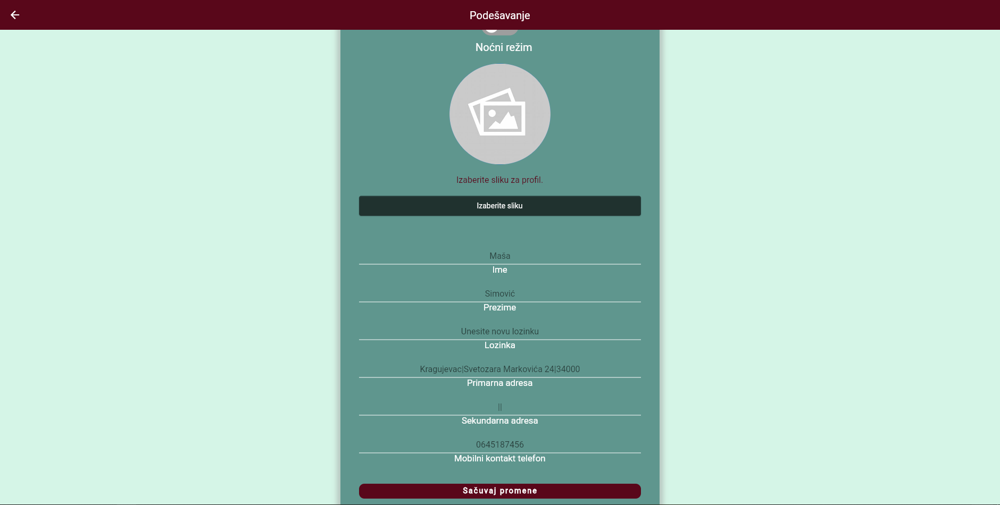 Podešavanje
Noćni režim
Izaberite sliku za profil.
Izaberite sliku
Maša
Ime
Simović
Prezime
Unesite novu lozinku
Lozinka
Kragujevac|Svetozara Markovića 24|34000
Primarna adresa
||
Sekundarna adresa
0645187456
Mobilni kontakt telefon
Sačuvaj promene